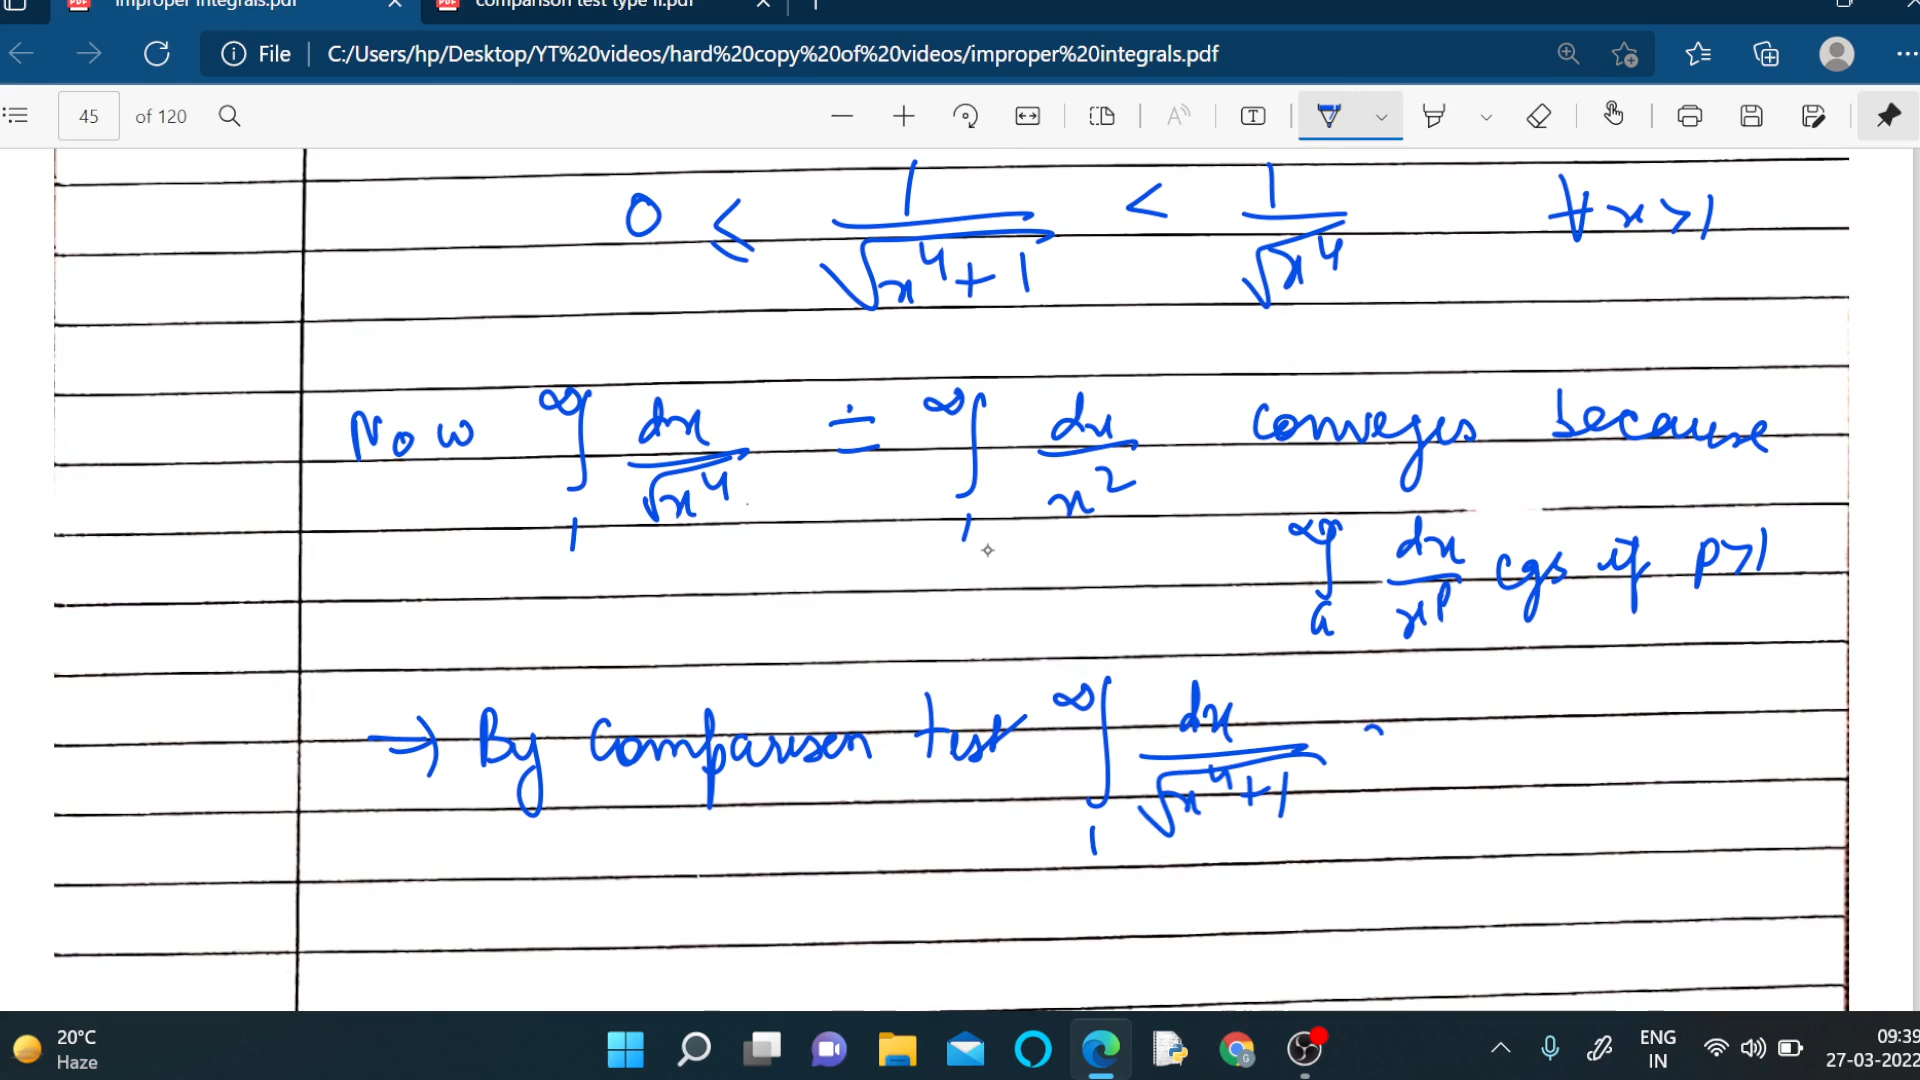 improper integrals.pdf
comparison test type II.pdf
File
C:/Users/hp/Desktop/YT%20videos/hard%20copy%20of%20videos/improper%20integrals.pdf
45 of 120
0 ≤ 1/√(x⁴+1) < 1/√x⁴ ∀ x>1
Now ∫₁^∞ dx/√x⁴ = ∫₁^∞ dx/x² converges because
∫ₐ^∞ dx/x^p cgs if p>1
→ By comparison test ∫₁^∞ dx/√(x⁴+1)
20°C
Haze
ENG
IN
09:39
27-03-2022